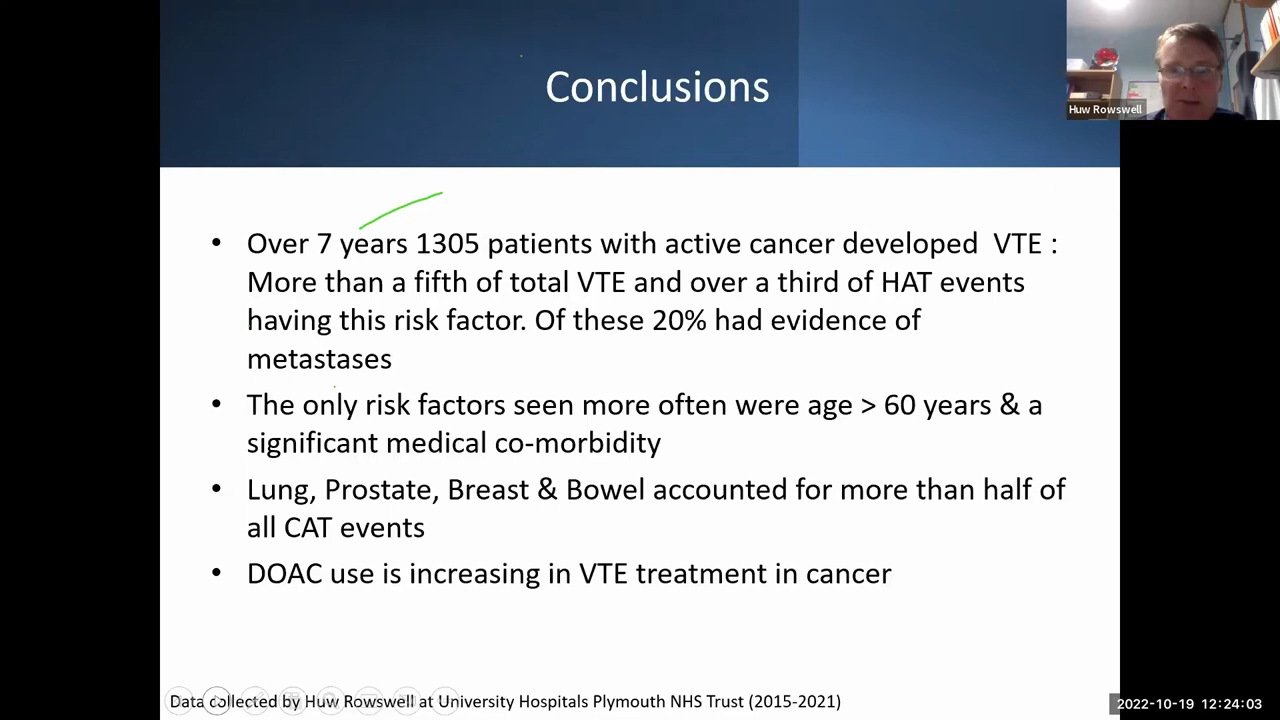 Conclusions
Huw Rowswell
• Over 7 years 1305 patients with active cancer developed  VTE :
More than a fifth of total VTE and over a third of HAT events
having this risk factor. Of these 20% had evidence of
metastases
• The only risk factors seen more often were age > 60 years & a
significant medical co-morbidity
• Lung, Prostate, Breast & Bowel accounted for more than half of
all CAT events
• DOAC use is increasing in VTE treatment in cancer
Data collected by Huw Rowswell at University Hospitals Plymouth NHS Trust (2015-2021)
2022-10-19 12:24:03